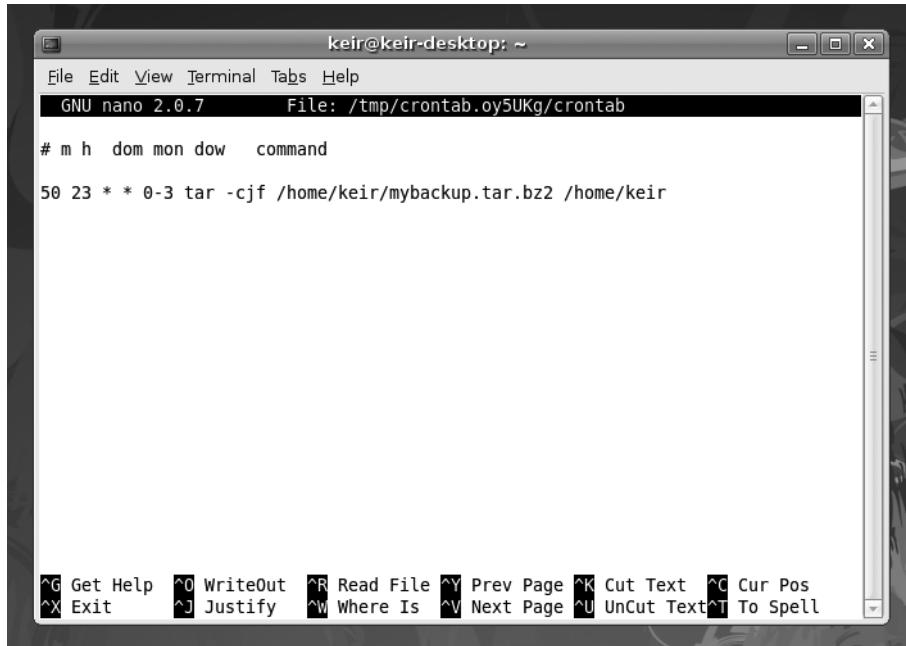 keir@keir-desktop: ~
File Edit View Terminal Tabs Help
GNU nano 2.0.7 File: /tmp/crontab.oy5UKg/crontab
# m h dom mon dow command
50 23 * * 0-3 tar -cjf /home/keir/mybackup.tar.bz2 /home/keir
^G Get Help ^O WriteOut ^R Read File ^Y Prev Page ^K Cut Text ^C Cur Pos
^X Exit ^J Justify ^W Where Is ^V Next Page ^U UnCut Text ^T To Spell